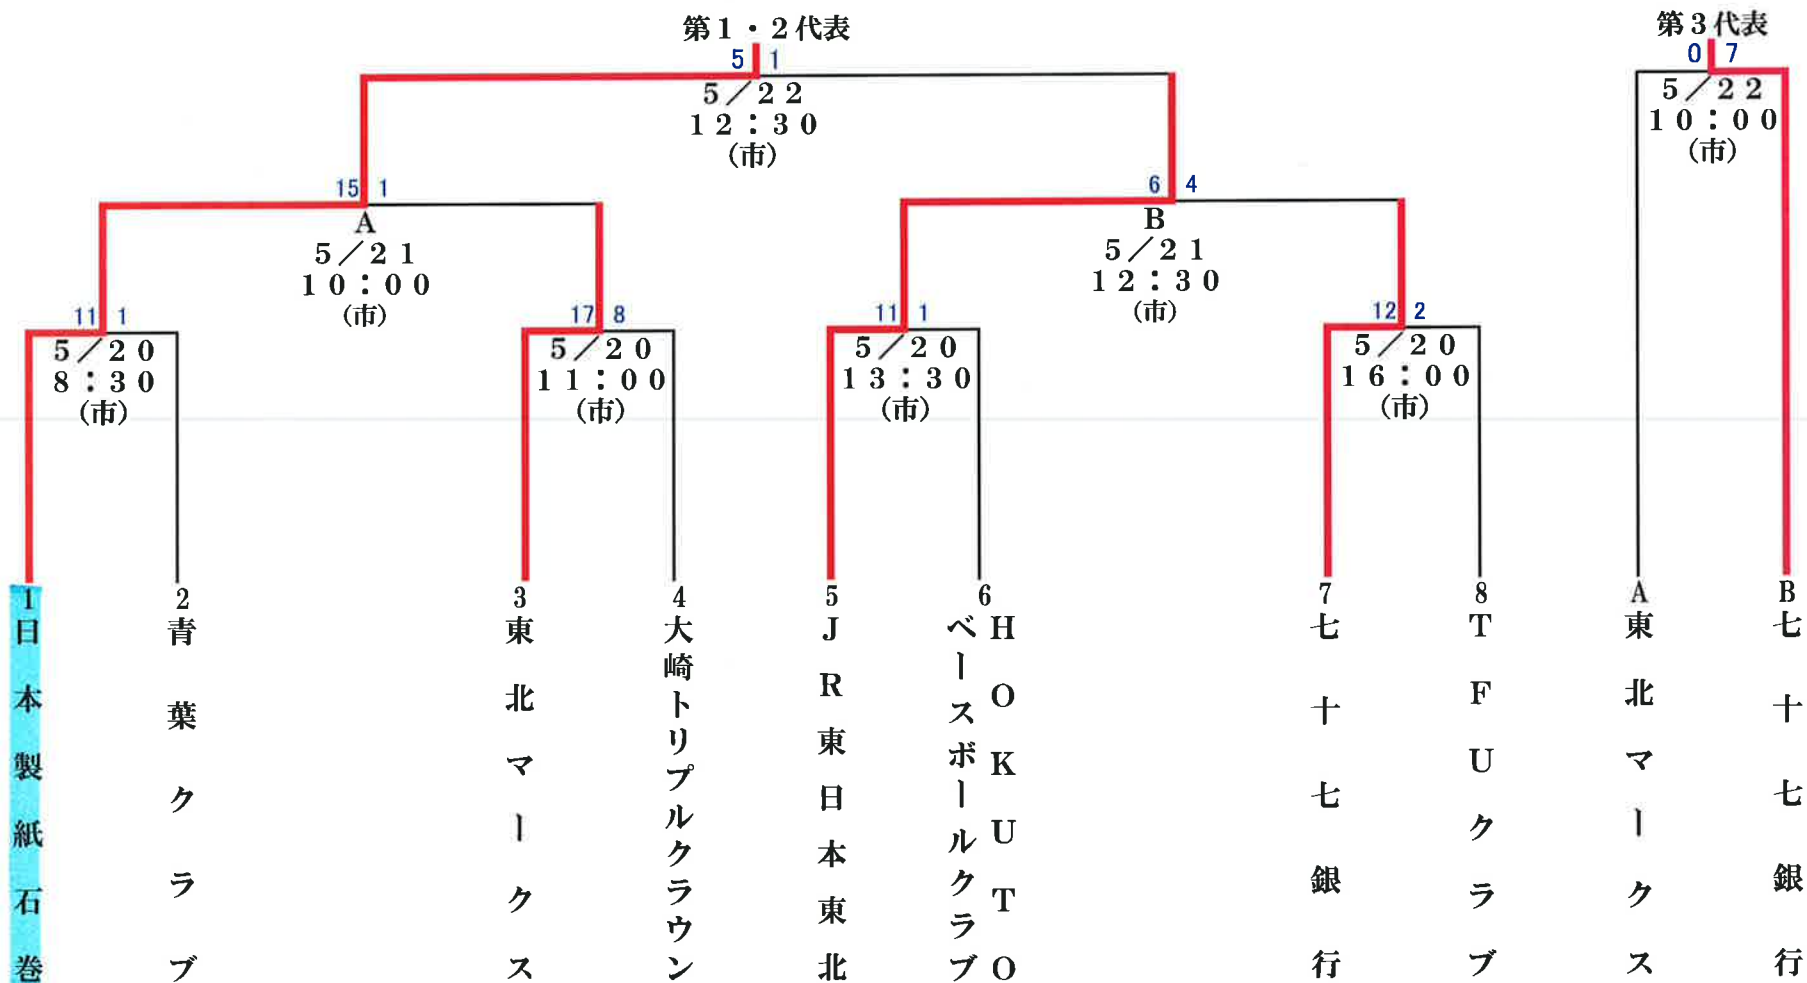 第１・２代表
5 1
５／２２
１２：３０
（市）
第３代表
0 7
５／２２
１０：００
（市）
15 1
A
５／２１
１０：００
（市）
6 4
B
５／２１
１２：３０
（市）
11 1
５／２０
８：３０
（市）
17 8
５／２０
１１：００
（市）
11 1
５／２０
１３：３０
（市）
12 2
５／２０
１６：００
（市）
1
日本製紙石巻
2
青葉クラブ
3
東北マークス
4
大崎トリプルクラウン
5
ＪＲ東日本東北
6
ＨＯＫＵＴＯ
ベースボールクラブ
7
七十七銀行
8
ＴＦＵクラブ
A
東北マークス
B
七十七銀行